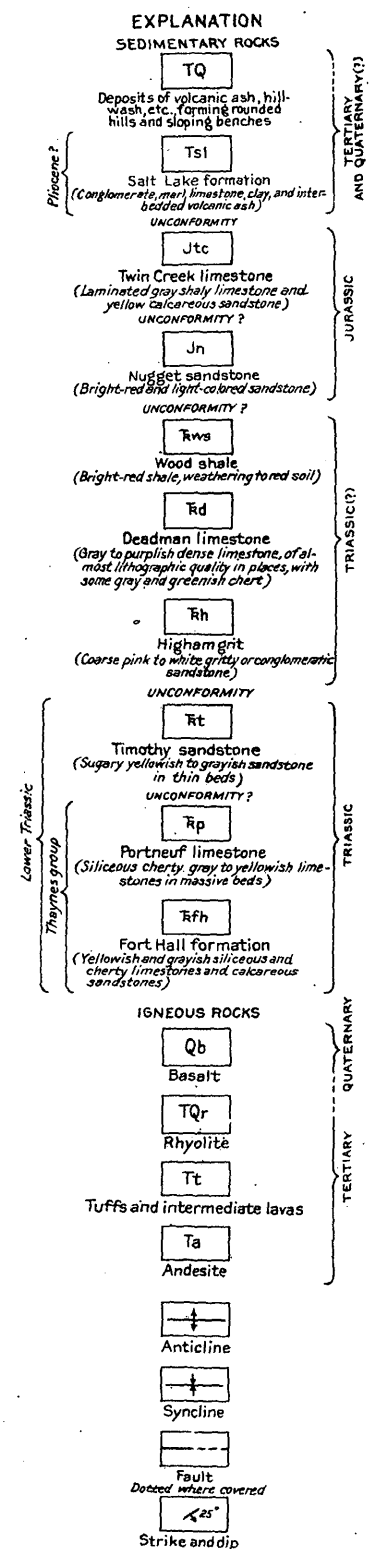 EXPLANATION
SEDIMENTARY ROCKS
TQ
Deposits of volcanic ash, hill-
wash, etc., forming rounded
hills and sloping benches
Tsl
Salt Lake formation
(Conglomerate, marl, limestone, clay, and inter-
bedded volcanic ash)
Pliocene?
TERTIARY
AND QUATERNARY(?)
UNCONFORMITY
Jtc
Twin Creek limestone
(Laminated gray shaly limestone and
yellow calcareous sandstone)
UNCONFORMITY?
Jn
Nugget sandstone
(Bright-red and light-colored sandstone)
JURASSIC
UNCONFORMITY?
Ꞧws
Wood shale
(Bright-red shale, weathering to red soil)
Ꞧd
Deadman limestone
(Gray to purplish dense limestone, of al-
most lithographic quality in places, with
some gray and greenish chert)
Ꞧh
Higham grit
(Coarse pink to white gritty or conglomeratic
sandstone)
TRIASSIC(?)
UNCONFORMITY
Ꞧt
Timothy sandstone
(Sugary yellowish to grayish sandstone
in thin beds)
UNCONFORMITY?
Ꞧp
Portneuf limestone
(Siliceous cherty gray to yellowish lime-
stones in massive beds)
Ꞧfh
Fort Hall formation
(Yellowish and grayish siliceous and
cherty limestones and calcareous
sandstones)
Lower Triassic
Thaynes group
TRIASSIC
IGNEOUS ROCKS
Qb
Basalt
TQr
Rhyolite
Tt
Tuffs and intermediate lavas
Ta
Andesite
QUATERNARY
TERTIARY
Anticline
Syncline
Fault
Dotted where covered
25°
Strike and dip